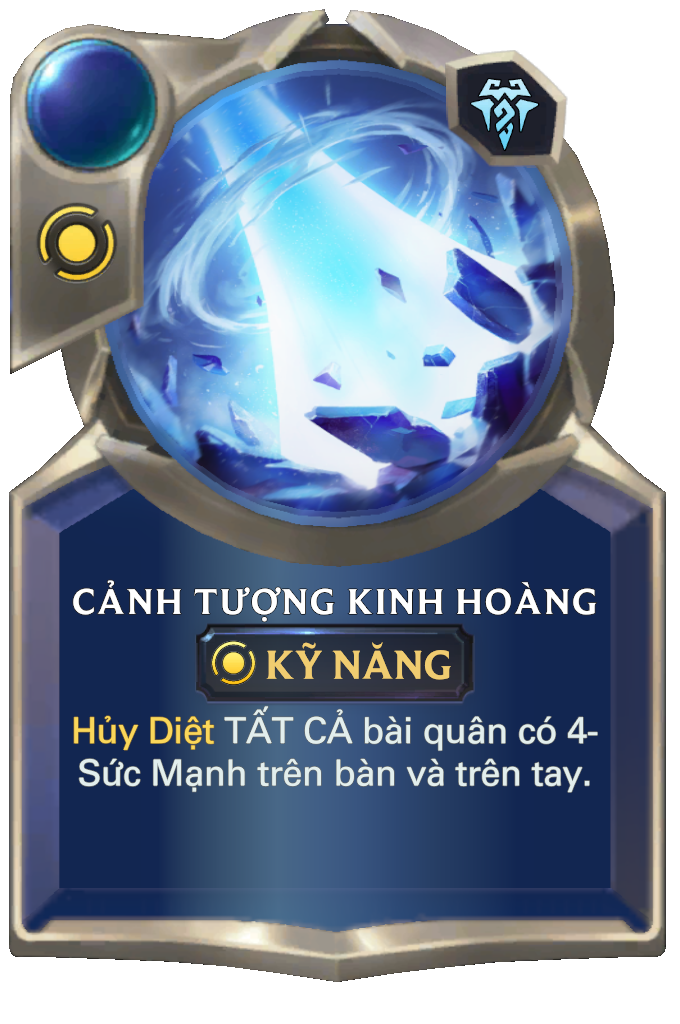 CẢNH TƯỢNG KINH HOÀNG
KỸ NĂNG
Hủy Diệt TẤT CẢ bài quân có 4-
Sức Mạnh trên bàn và trên tay.